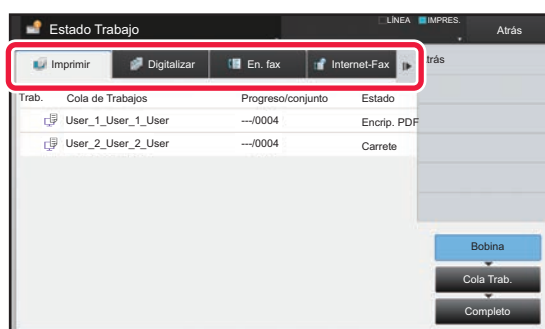 Estado Trabajo
LÍNEA IMPRES.
Atrás
Imprimir Digitalizar En. fax Internet-Fax
trás
Trab. Cola de Trabajos Progreso/conjunto Estado
User_1_User_1_User ---/0004 Encrip. PDF
User_2_User_2_User ---/0004 Carrete
Bobina
Cola Trab.
Completo